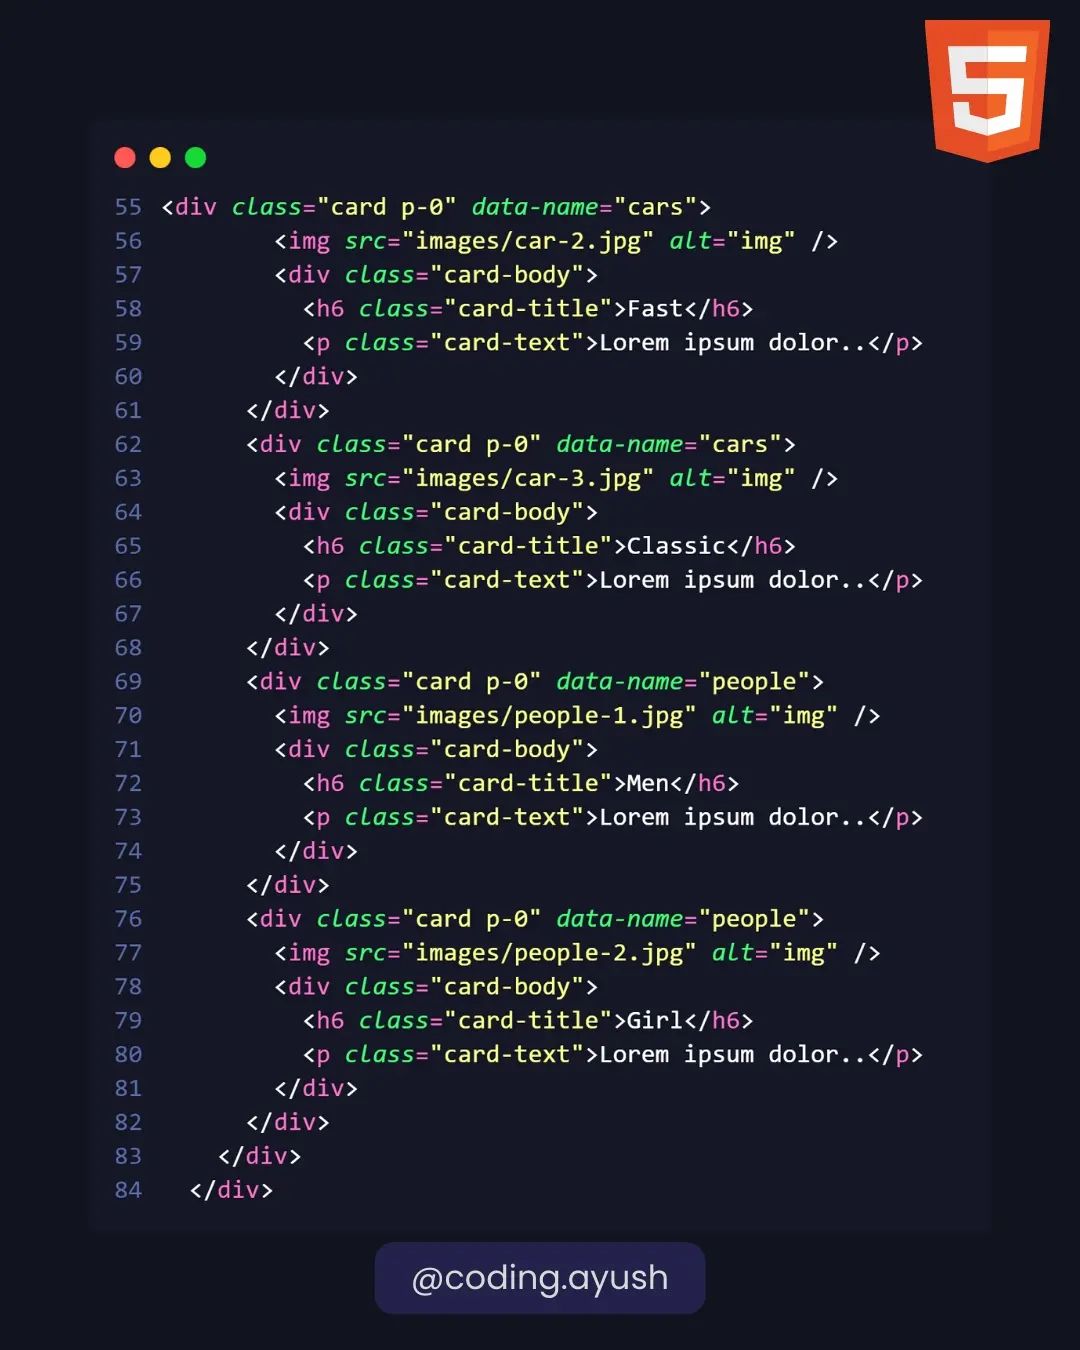 5
55 <div class="card p-0" data-name="cars">
56         <img src="images/car-2.jpg" alt="img" />
57         <div class="card-body">
58           <h6 class="card-title">Fast</h6>
59           <p class="card-text">Lorem ipsum dolor..</p>
60         </div>
61       </div>
62       <div class="card p-0" data-name="cars">
63         <img src="images/car-3.jpg" alt="img" />
64         <div class="card-body">
65           <h6 class="card-title">Classic</h6>
66           <p class="card-text">Lorem ipsum dolor..</p>
67         </div>
68       </div>
69       <div class="card p-0" data-name="people">
70         <img src="images/people-1.jpg" alt="img" />
71         <div class="card-body">
72           <h6 class="card-title">Men</h6>
73           <p class="card-text">Lorem ipsum dolor..</p>
74         </div>
75       </div>
76       <div class="card p-0" data-name="people">
77         <img src="images/people-2.jpg" alt="img" />
78         <div class="card-body">
79           <h6 class="card-title">Girl</h6>
80           <p class="card-text">Lorem ipsum dolor..</p>
81         </div>
82       </div>
83     </div>
84   </div>
@coding.ayush